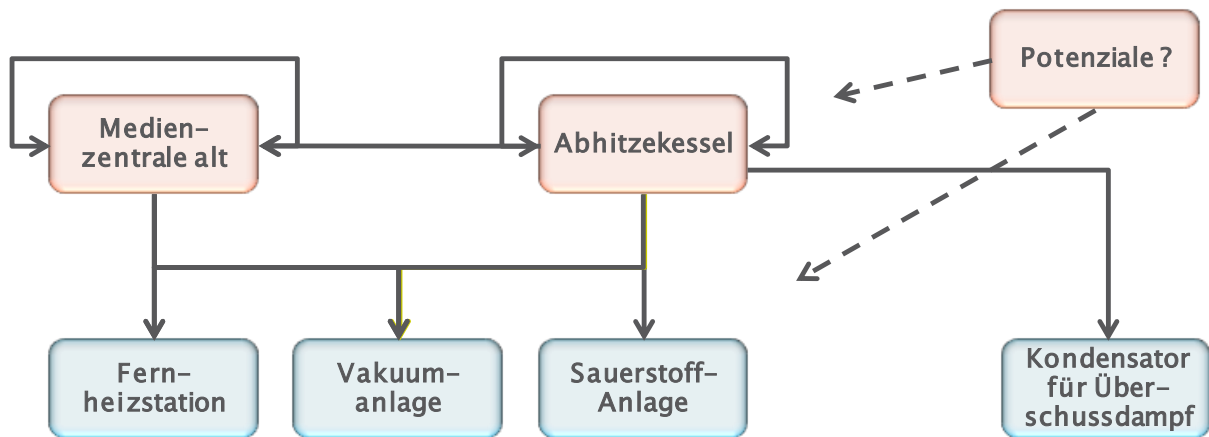 Potenziale ?
Medien-
zentrale alt
Abhitzekessel
Fern-
heizstation
Vakuum-
anlage
Sauerstoff-
Anlage
Kondensator
für Über-
schussdampf